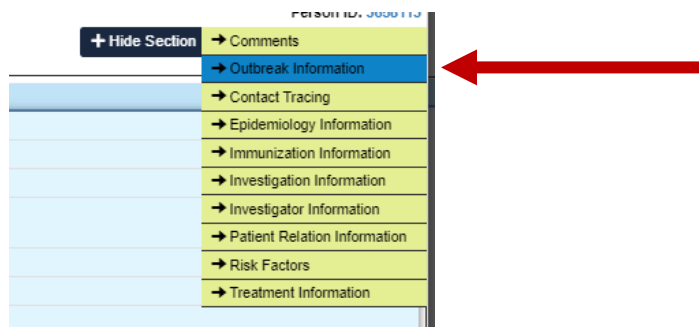 Person ID: 5658115
+ Hide Section
→ Comments
→ Outbreak Information
→ Contact Tracing
→ Epidemiology Information
→ Immunization Information
→ Investigation Information
→ Investigator Information
→ Patient Relation Information
→ Risk Factors
→ Treatment Information